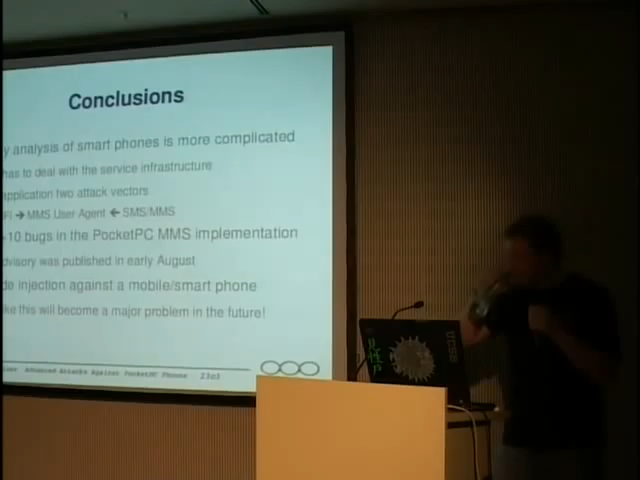 Conclusions
y analysis of smart phones is more complicated
has to deal with the service infrastructure
application two attack vectors
FI → MMS User Agent ← SMS/MMS
10 bugs in the PocketPC MMS implementation
dvisory was published in early August
de Injection against a mobile/smart phone
ike this will become a major problem in the future!
Advanced Attacks Against PocketPC Phones